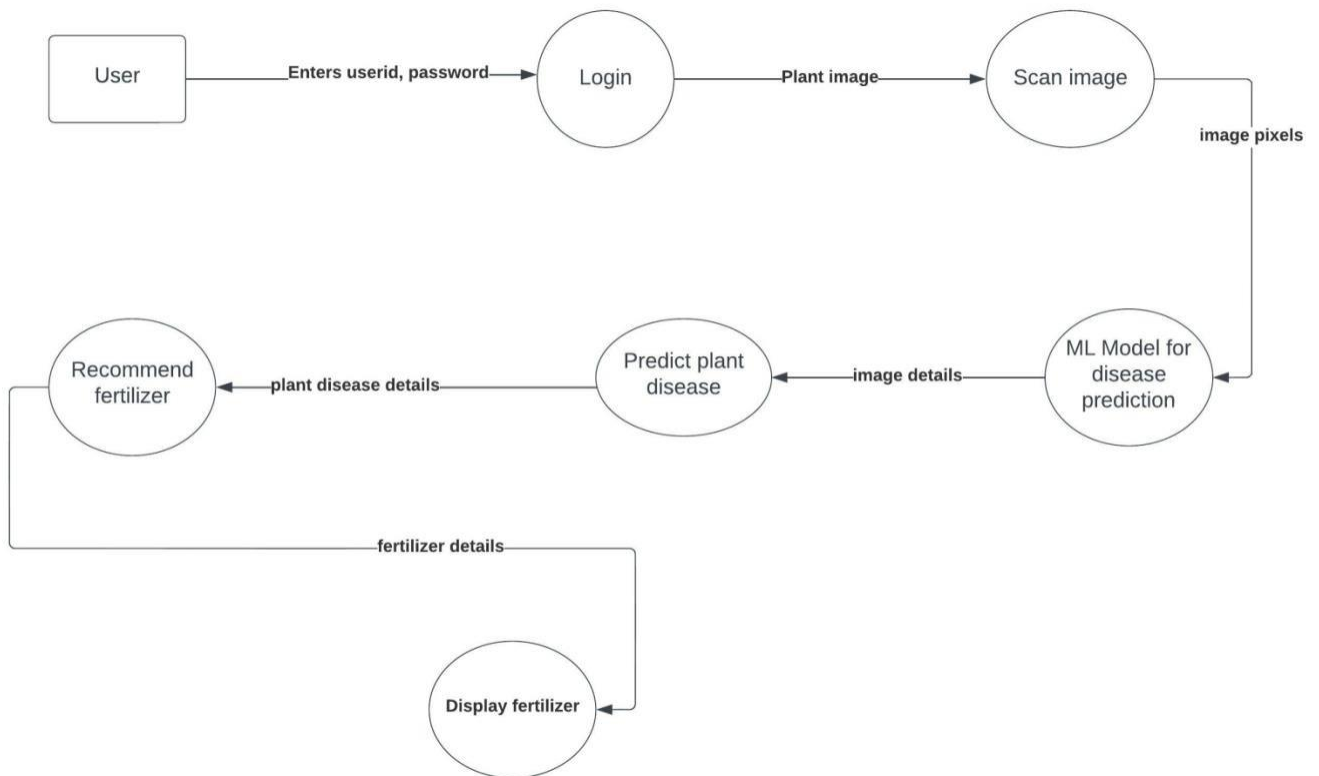 User
Enters userid, password
Login
Plant image
Scan image
image pixels
ML Model for
disease
prediction
image details
Predict plant
disease
plant disease details
Recommend
fertilizer
fertilizer details
Display fertilizer